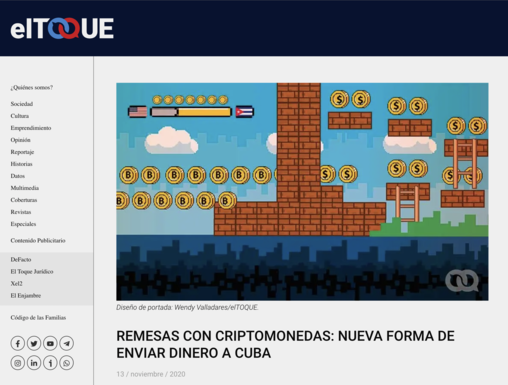 elTOQUE
¿Quiénes somos?
Sociedad
Cultura
Emprendimiento
Opinión
Reportaje
Historias
Datos
Multimedia
Coberturas
Revistas
Especiales
Contenido Publicitario
DeFacto
El Toque Jurídico
Xel2
El Enjambre
Código de las Familias
Diseño de portada: Wendy Valladares/elTOQUE.
REMESAS CON CRIPTOMONEDAS: NUEVA FORMA DE
ENVIAR DINERO A CUBA
13 / noviembre / 2020